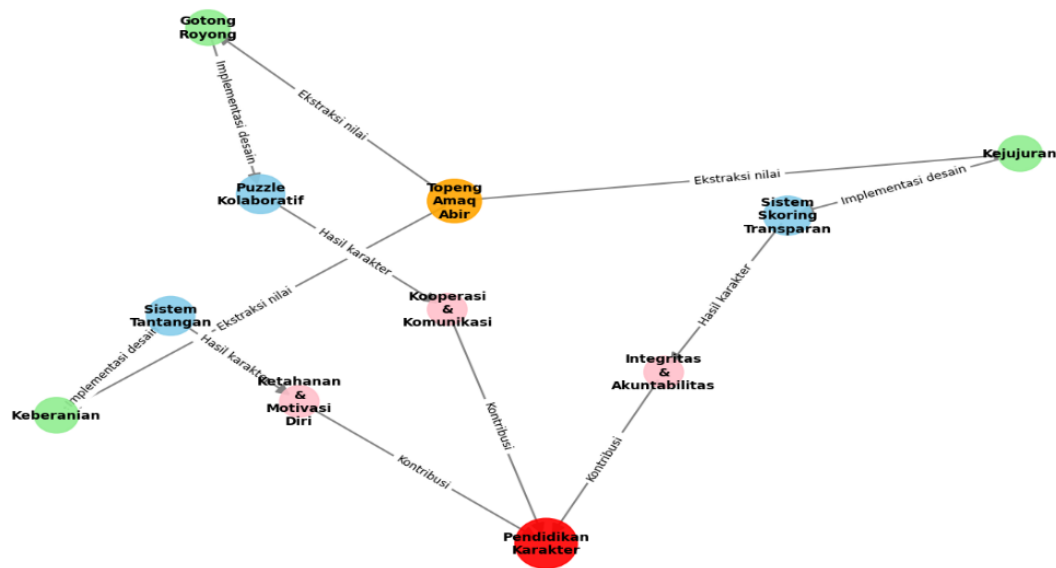 Gotong
Royong
Implementasi desain
Ekstraksi nilai
Kejujuran
Ekstraksi nilai
Implementasi desain
Puzzle
Kolaboratif
Topeng
Amaq
Abir
Sistem
Skoring
Transparan
Hasil karakter
Hasil karakter
Kooperasi
&
Komunikasi
Ekstraksi nilai
Sistem
Tantangan
Implementasi desain
Hasil karakter
Integritas
&
Akuntabilitas
Ketahanan
&
Motivasi
Diri
Keberanian
Kontribusi
Kontribusi
Kontribusi
Pendidikan
Karakter